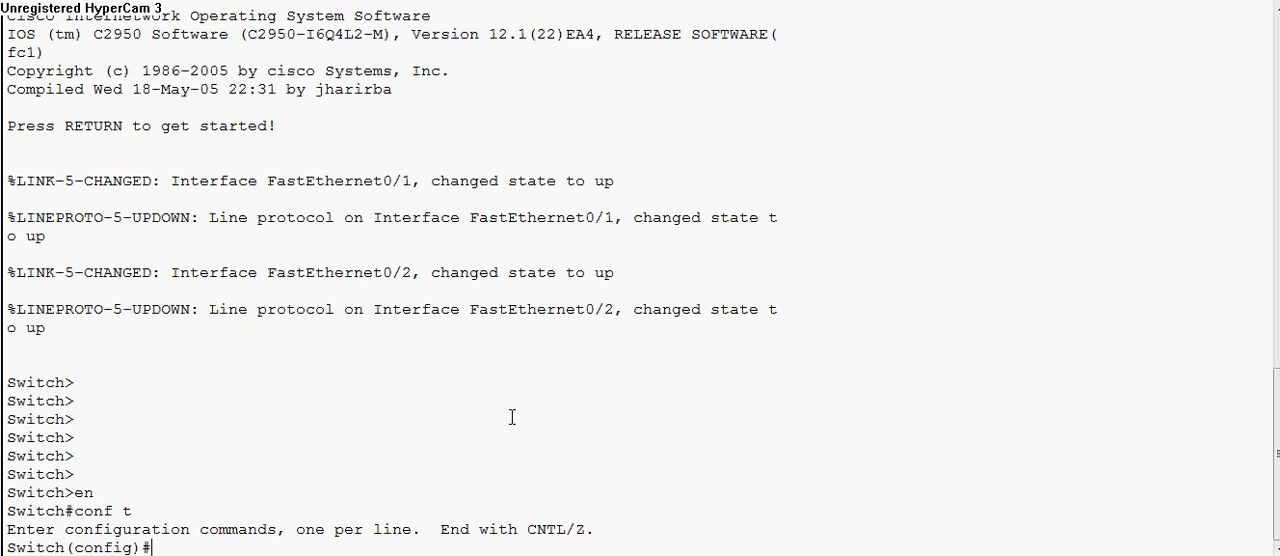 Unregistered HyperCam 3
Cisco Internetwork Operating System Software
IOS (tm) C2950 Software (C2950-I6Q4L2-M), Version 12.1(22)EA4, RELEASE SOFTWARE(
fc1)
Copyright (c) 1986-2005 by cisco Systems, Inc.
Compiled Wed 18-May-05 22:31 by jharirba
Press RETURN to get started!
%LINK-5-CHANGED: Interface FastEthernet0/1, changed state to up
%LINEPROTO-5-UPDOWN: Line protocol on Interface FastEthernet0/1, changed state t
o up
%LINK-5-CHANGED: Interface FastEthernet0/2, changed state to up
%LINEPROTO-5-UPDOWN: Line protocol on Interface FastEthernet0/2, changed state t
o up
Switch>
Switch>
Switch>
Switch>
Switch>
Switch>
Switch>en
Switch#conf t
Enter configuration commands, one per line.  End with CNTL/Z.
Switch(config)#